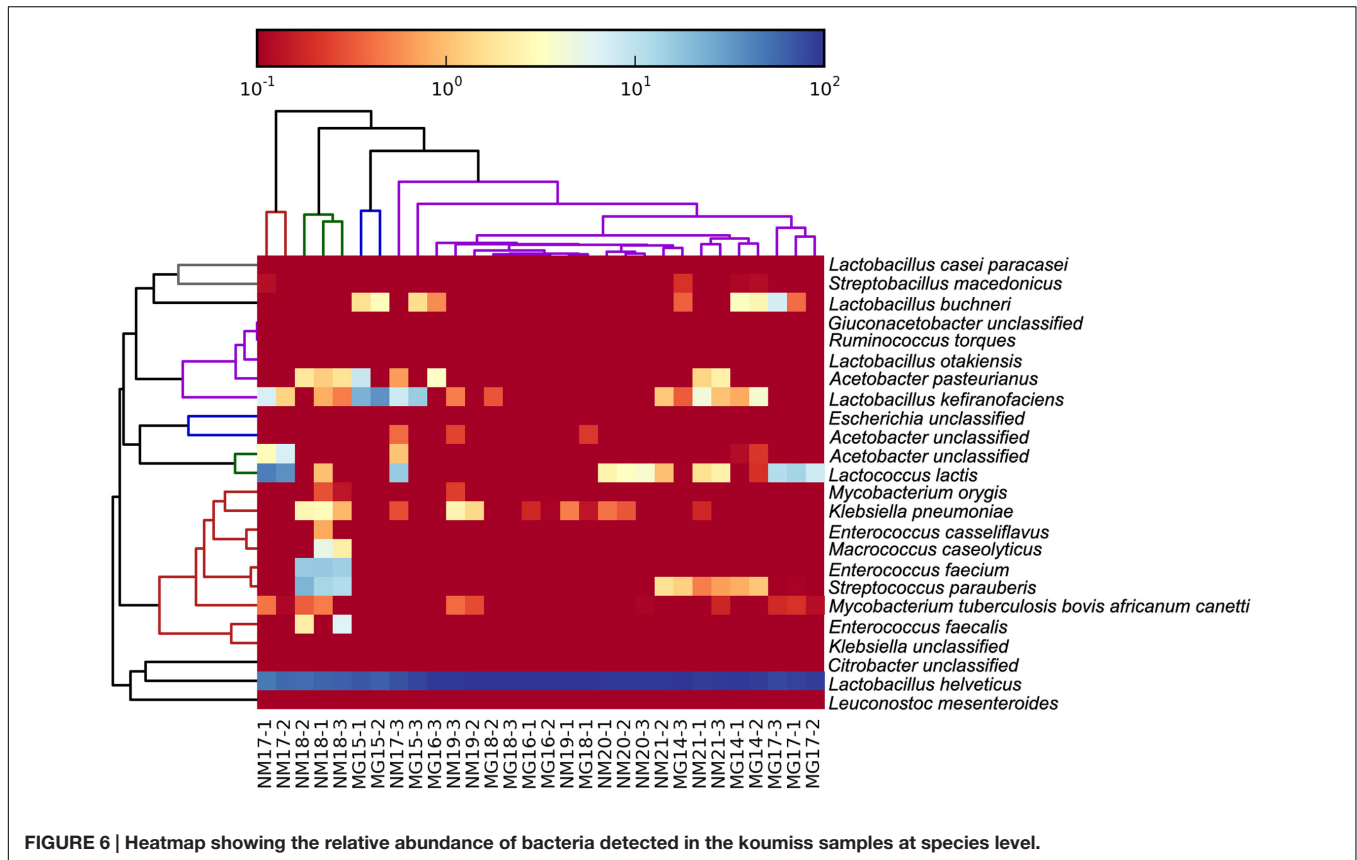 10^-1 10^0 10^1 10^2
Lactobacillus casei paracasei
Streptobacillus macedonicus
Lactobacillus buchneri
Giuconacetobacter unclassified
Ruminococcus torques
Lactobacillus otakiensis
Acetobacter pasteurianus
Lactobacillus kefiranofaciens
Escherichia unclassified
Acetobacter unclassified
Acetobacter unclassified
Lactococcus lactis
Mycobacterium orygis
Klebsiella pneumoniae
Enterococcus casseliflavus
Macrococcus caseolyticus
Enterococcus faecium
Streptococcus parauberis
Mycobacterium tuberculosis bovis africanum canetti
Enterococcus faecalis
Klebsiella unclassified
Citrobacter unclassified
Lactobacillus helveticus
Leuconostoc mesenteroides
NM17-1
NM17-2
NM18-2
NM18-1
NM18-3
MG15-1
MG15-2
NM17-3
MG15-3
MG16-3
NM19-3
NM19-2
MG18-2
MG18-3
MG16-1
MG16-2
NM19-1
MG18-1
NM20-1
NM20-2
NM20-3
NM21-2
MG14-3
NM21-1
NM21-3
MG14-1
MG14-2
MG17-3
MG17-1
MG17-2
FIGURE 6 | Heatmap showing the relative abundance of bacteria detected in the koumiss samples at species level.